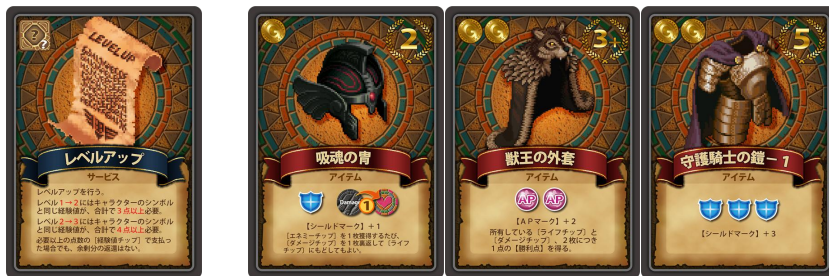 LEVEL UP
レベルアップ
サービス
レベルアップを行う。
レベル1→2にはキャラクターのシンボル
と同じ経験値が、合計で3点以上必要。
レベル2→3にはキャラクターのシンボル
と同じ経験値が、合計で4点以上必要。
必要以上の点数の［経験値チップ］で支払っ
た場合でも、余剰分の返還はない。
2
吸魂の冑
アイテム
Damage
1
【シールドマーク】+1
［エネミーチップ］を1枚獲得するたび、
［ダメージチップ］を1枚裏返して［ライフ
チップ］にもどしてもよい。
3+
獣王の外套
アイテム
AP AP
【APマーク】+2
所有している［ライフチップ］と
［ダメージチップ］、2枚につき
1点の【勝利点】を得る。
5
守護騎士の鎧-1
アイテム
【シールドマーク】+3